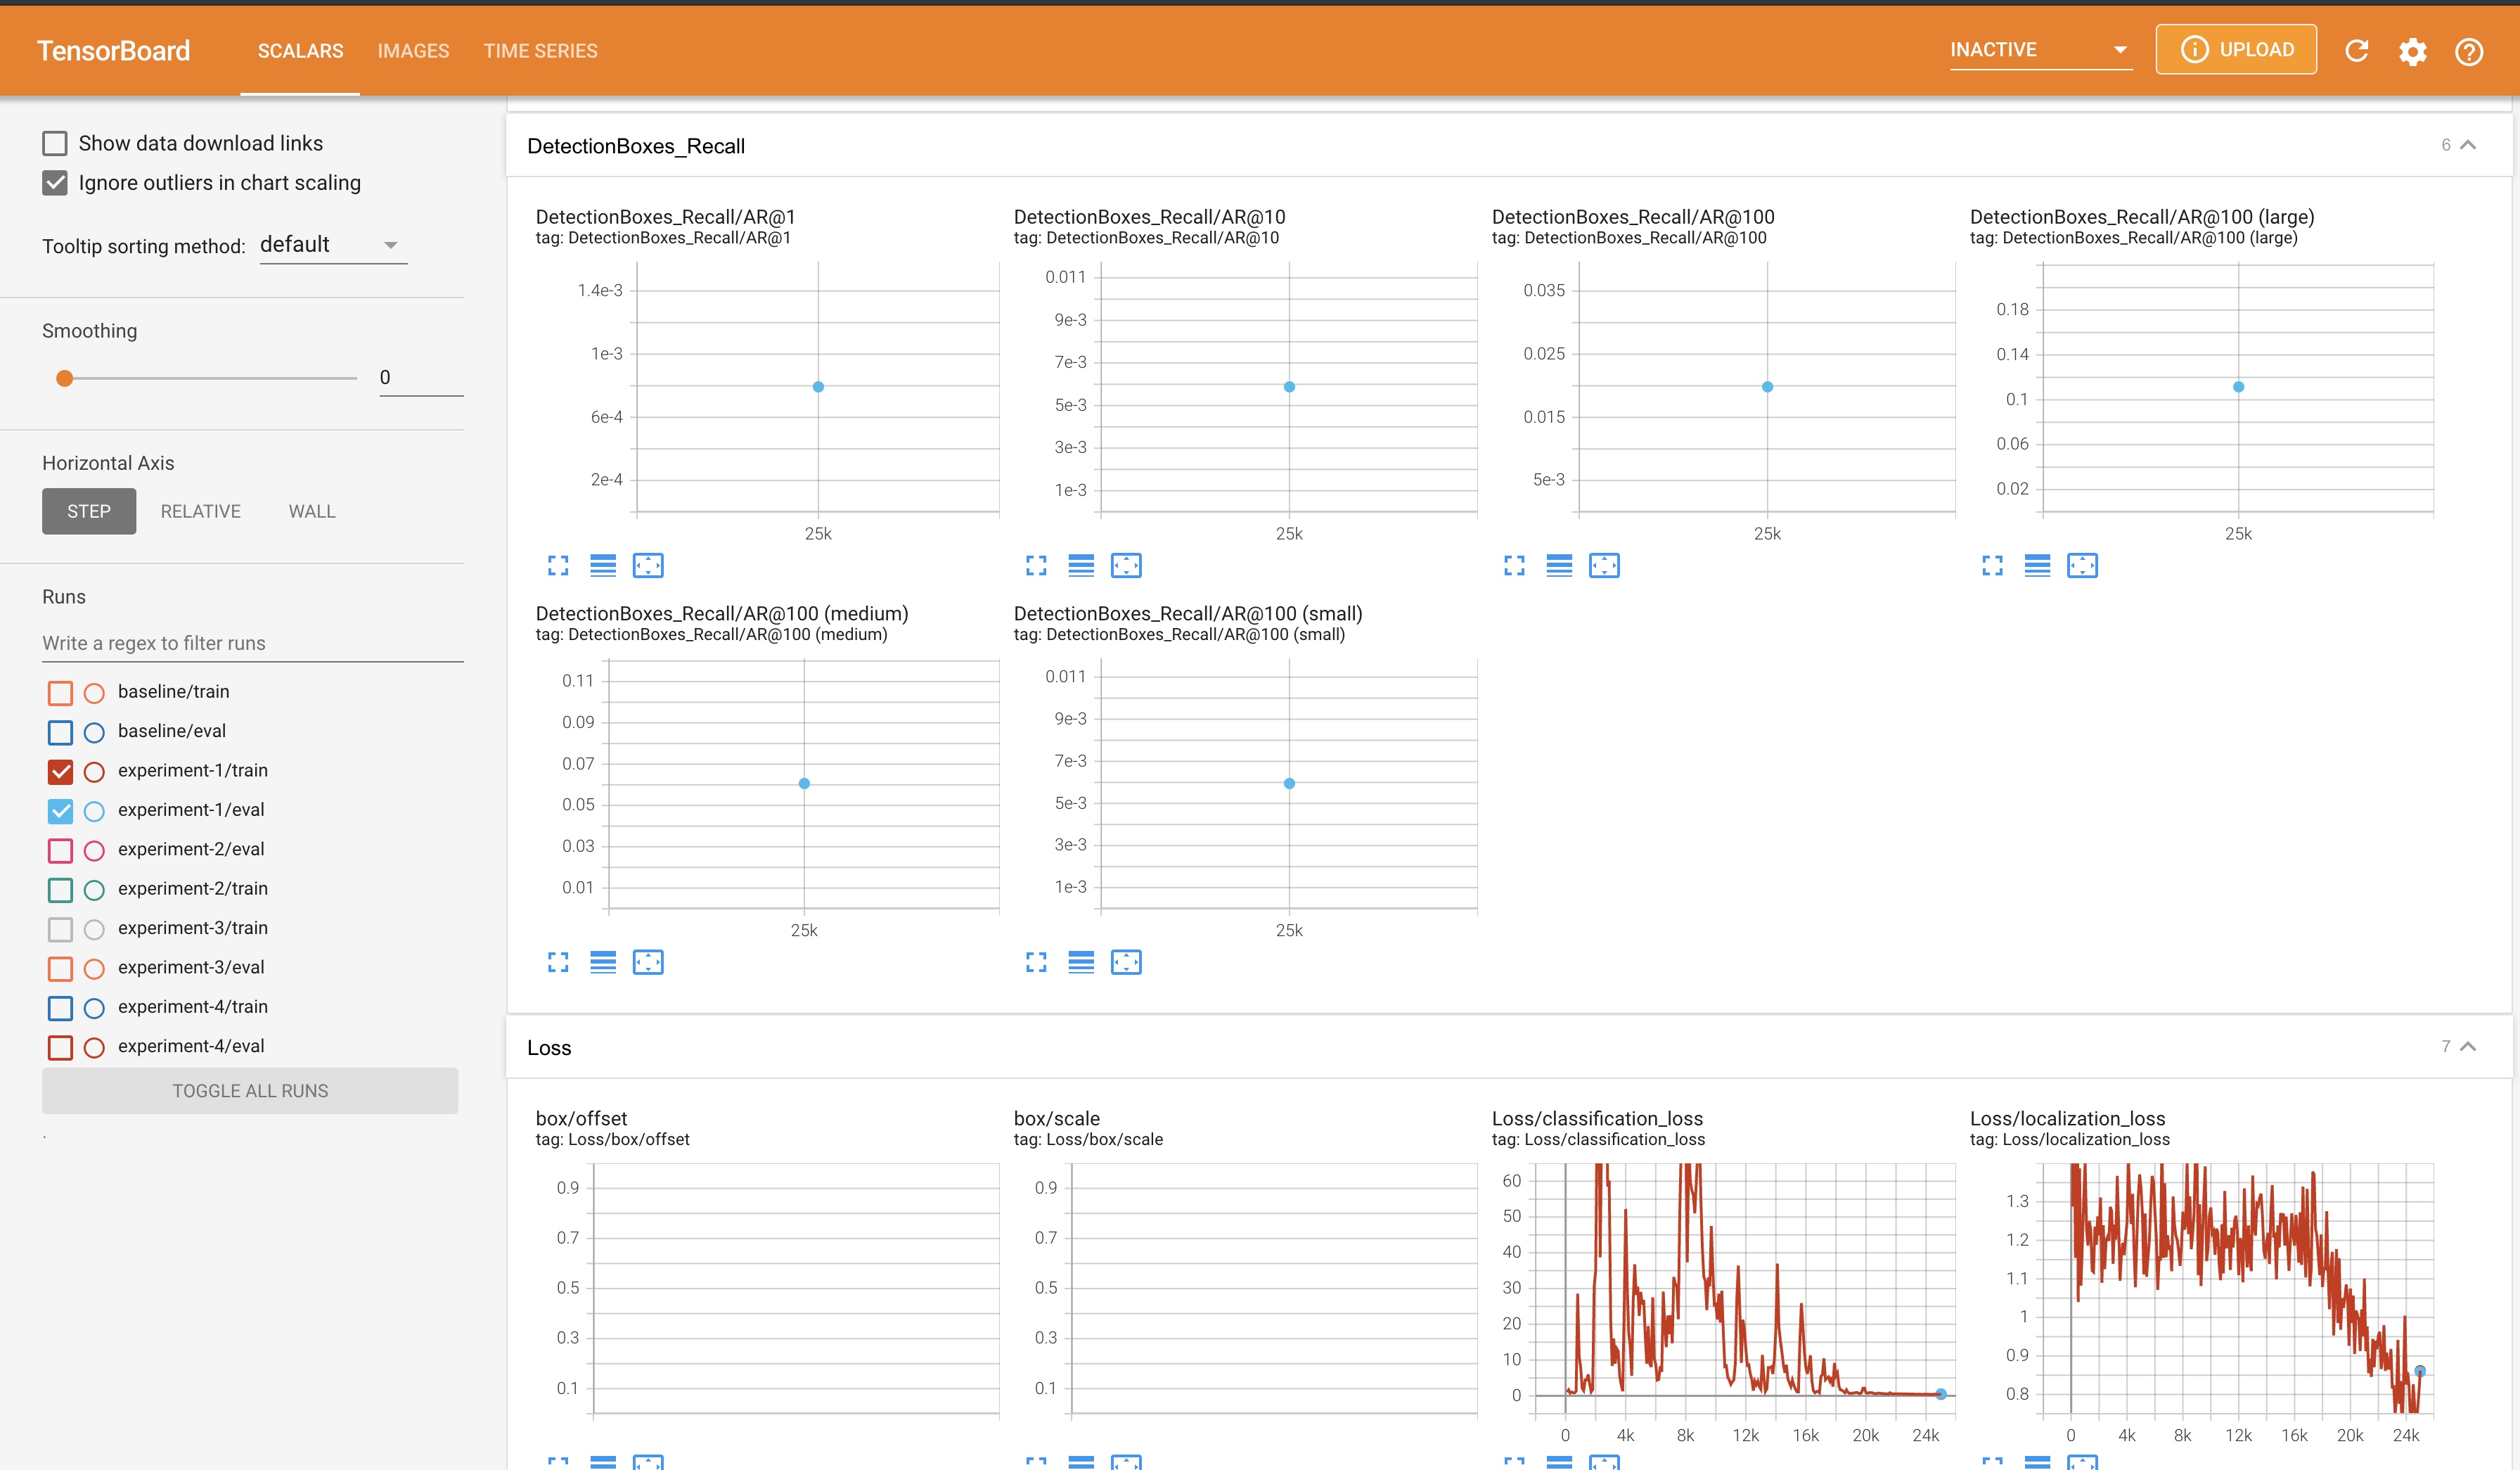 TensorBoard SCALARS IMAGES TIME SERIES INACTIVE UPLOAD
Show data download links
Ignore outliers in chart scaling
Tooltip sorting method: default
Smoothing
0
Horizontal Axis
STEP RELATIVE WALL
Runs
Write a regex to filter runs
baseline/train
baseline/eval
experiment-1/train
experiment-1/eval
experiment-2/eval
experiment-2/train
experiment-3/train
experiment-3/eval
experiment-4/train
experiment-4/eval
TOGGLE ALL RUNS
.
DetectionBoxes_Recall 6
DetectionBoxes_Recall/AR@1
tag: DetectionBoxes_Recall/AR@1
1.4e-3
1e-3
6e-4
2e-4
25k
DetectionBoxes_Recall/AR@10
tag: DetectionBoxes_Recall/AR@10
0.011
9e-3
7e-3
5e-3
3e-3
1e-3
25k
DetectionBoxes_Recall/AR@100
tag: DetectionBoxes_Recall/AR@100
0.035
0.025
0.015
5e-3
25k
DetectionBoxes_Recall/AR@100 (large)
tag: DetectionBoxes_Recall/AR@100 (large)
0.18
0.14
0.1
0.06
0.02
25k
DetectionBoxes_Recall/AR@100 (medium)
tag: DetectionBoxes_Recall/AR@100 (medium)
0.11
0.09
0.07
0.05
0.03
0.01
25k
DetectionBoxes_Recall/AR@100 (small)
tag: DetectionBoxes_Recall/AR@100 (small)
0.011
9e-3
7e-3
5e-3
3e-3
1e-3
25k
Loss 7
box/offset
tag: Loss/box/offset
0.9
0.7
0.5
0.3
0.1
box/scale
tag: Loss/box/scale
0.9
0.7
0.5
0.3
0.1
Loss/classification_loss
tag: Loss/classification_loss
60
50
40
30
20
10
0
0 4k 8k 12k 16k 20k 24k
Loss/localization_loss
tag: Loss/localization_loss
1.3
1.2
1.1
1
0.9
0.8
0 4k 8k 12k 16k 20k 24k